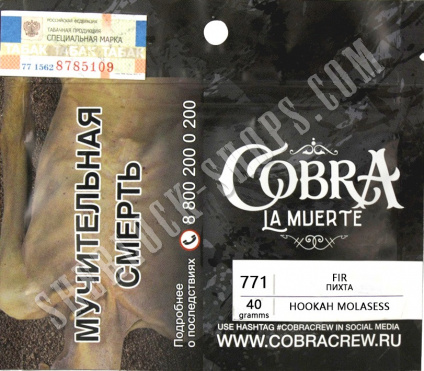 РОССИЙСКАЯ ФЕДЕРАЦИЯ
ТАБАЧНАЯ ПРОДУКЦИЯ
СПЕЦИАЛЬНАЯ МАРКА
77 1562 8785109
МУЧИТЕЛЬНАЯ
СМЕРТЬ
Подробнее
о последствиях 8 800 200 0 200
COBRA
LA MUERTE
771 FIR
ПИХТА
40 HOOKAH MOLASESS
gramms
USE HASHTAG #COBRACREW IN SOCIAL MEDIA
WWW.COBRACREW.RU
SHERLOCK-SHOPS.COM